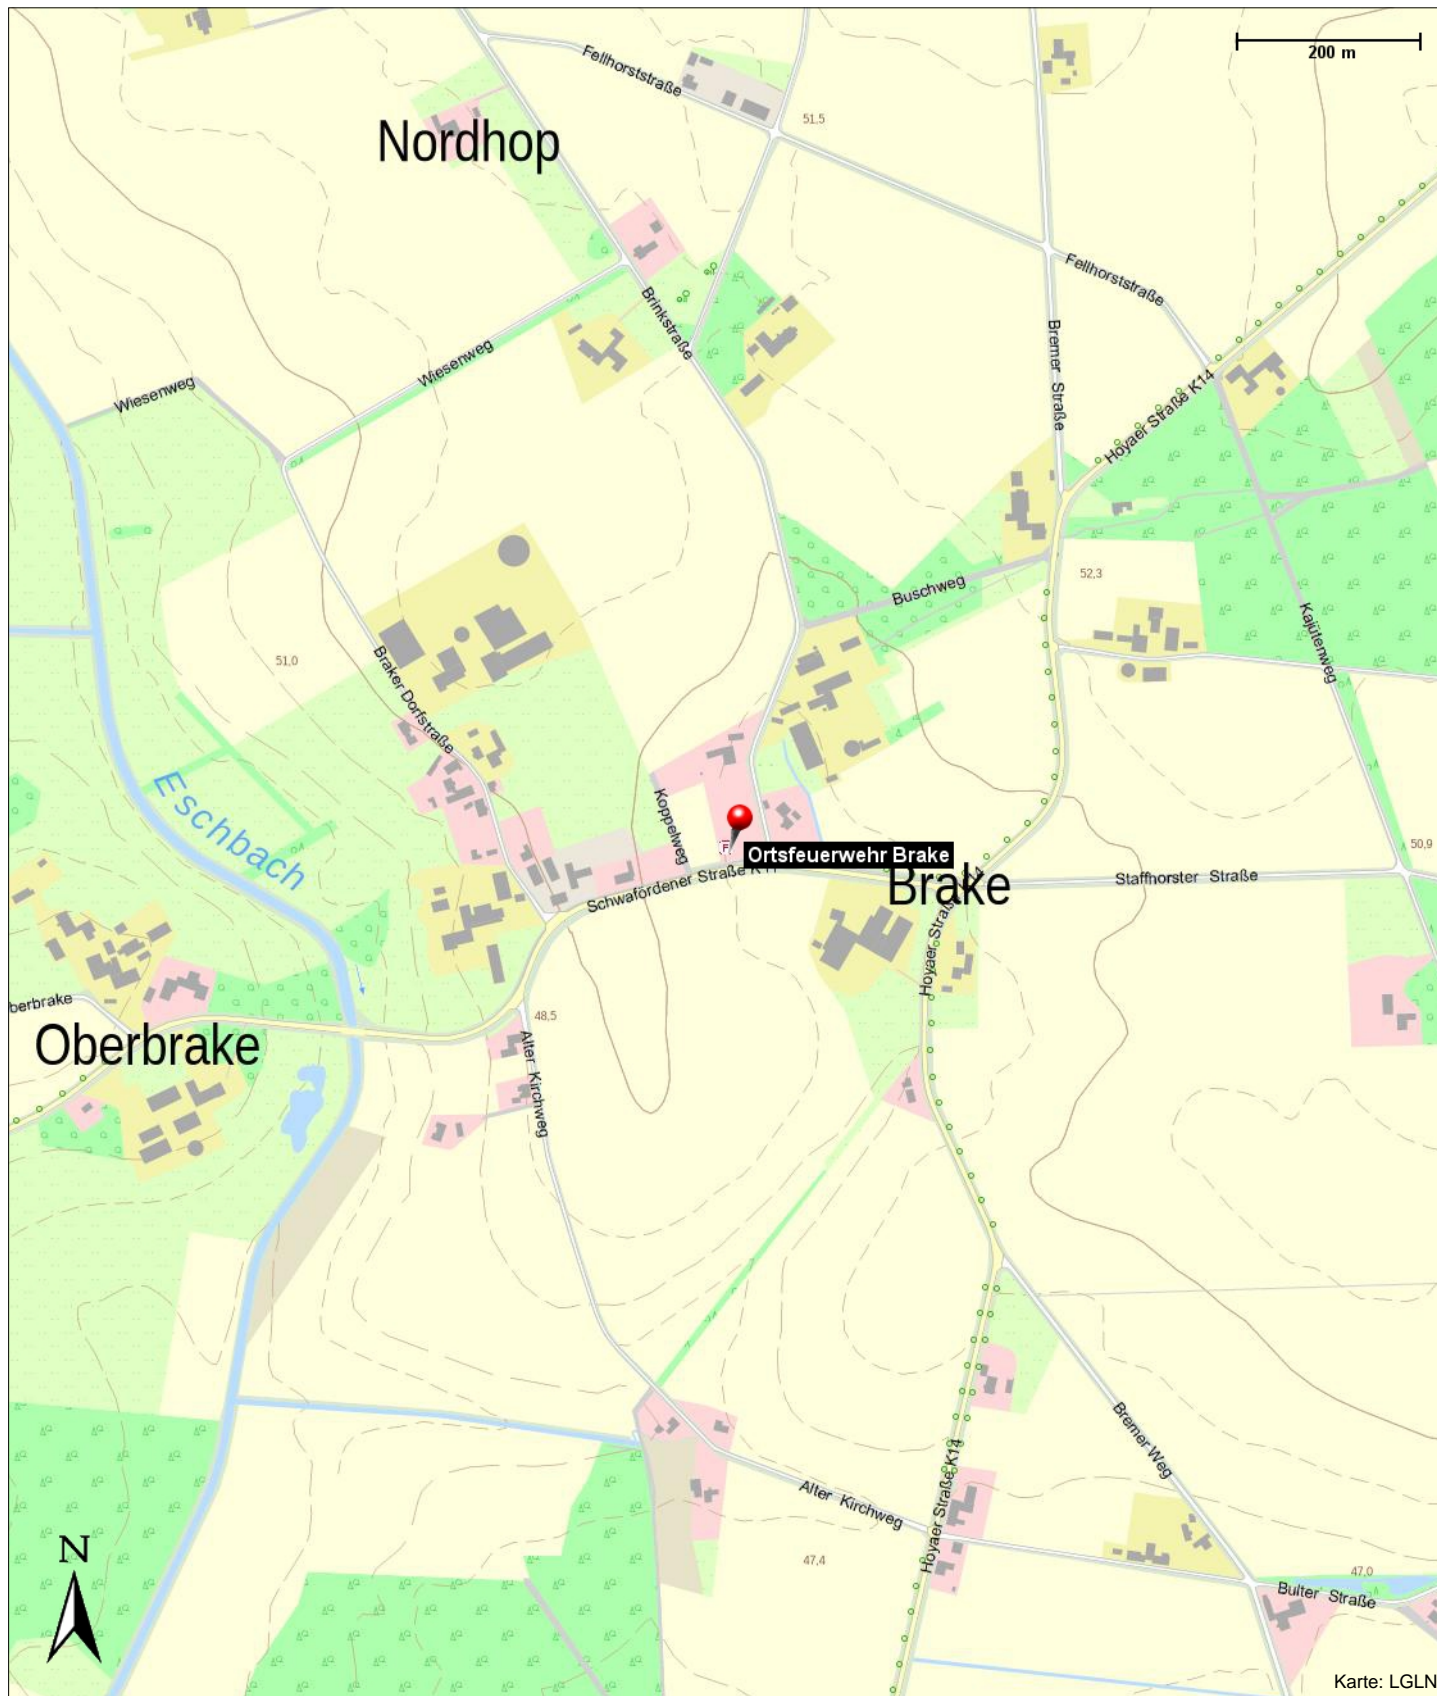 200 m
Fellhorststraße
51,5
Nordhop
Fellhorststraße
Brinkstraße
Bremer Straße
Wiesenweg
Wiesenweg
Hoyaer Straße K14
Buschweg
52,3
Kajütenweg
51,0
Braker Dorfstraße
Eschbach
Koppelweg
F
Ortsfeuerwehr Brake
50,9
Schwafördener Straße
Brake
Staffhorster Straße
Hoyaer Straße
berbrake
48,5
Oberbrake
Alter Kirchweg
Bremer Weg
Hoyaer Straße K14
Alter Kirchweg
47,4
N
47,0
Bulter Straße
Karte: LGLN